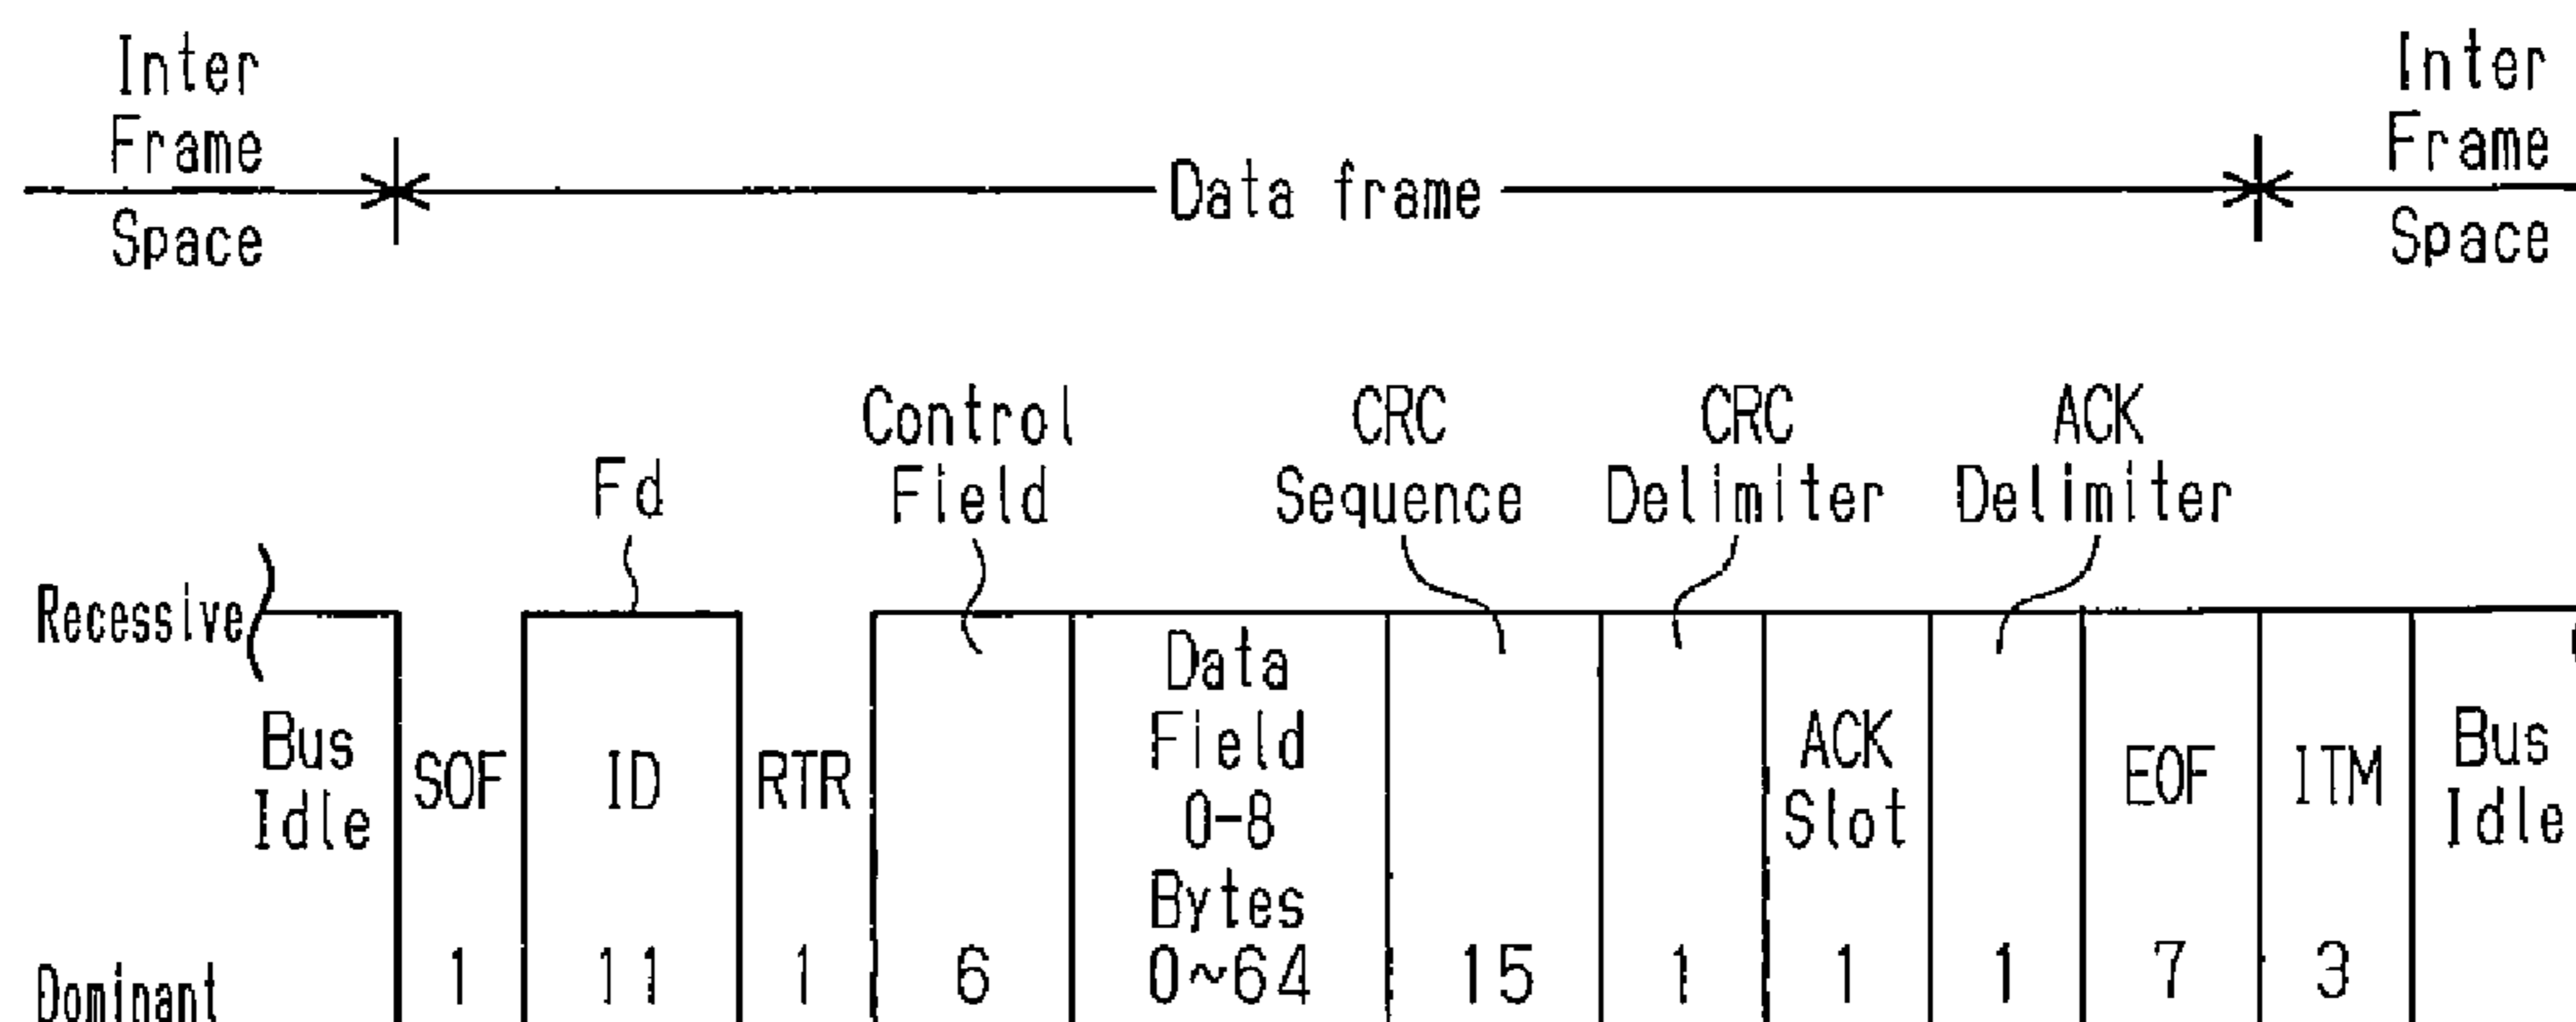 Inter
Frame
Space
Data frame
Inter
Frame
Space
Fd
Control
Field
CRC
Sequence
CRC
Delimiter
ACK
Delimiter
Recessive
Bus
Idle
SOF
ID
RTR
Data
Field
0-8
Bytes
ACK
Slot
EOF
ITM
Bus
Idle
Dominant
1
11
1
6
0~64
15
1
1
1
7
3